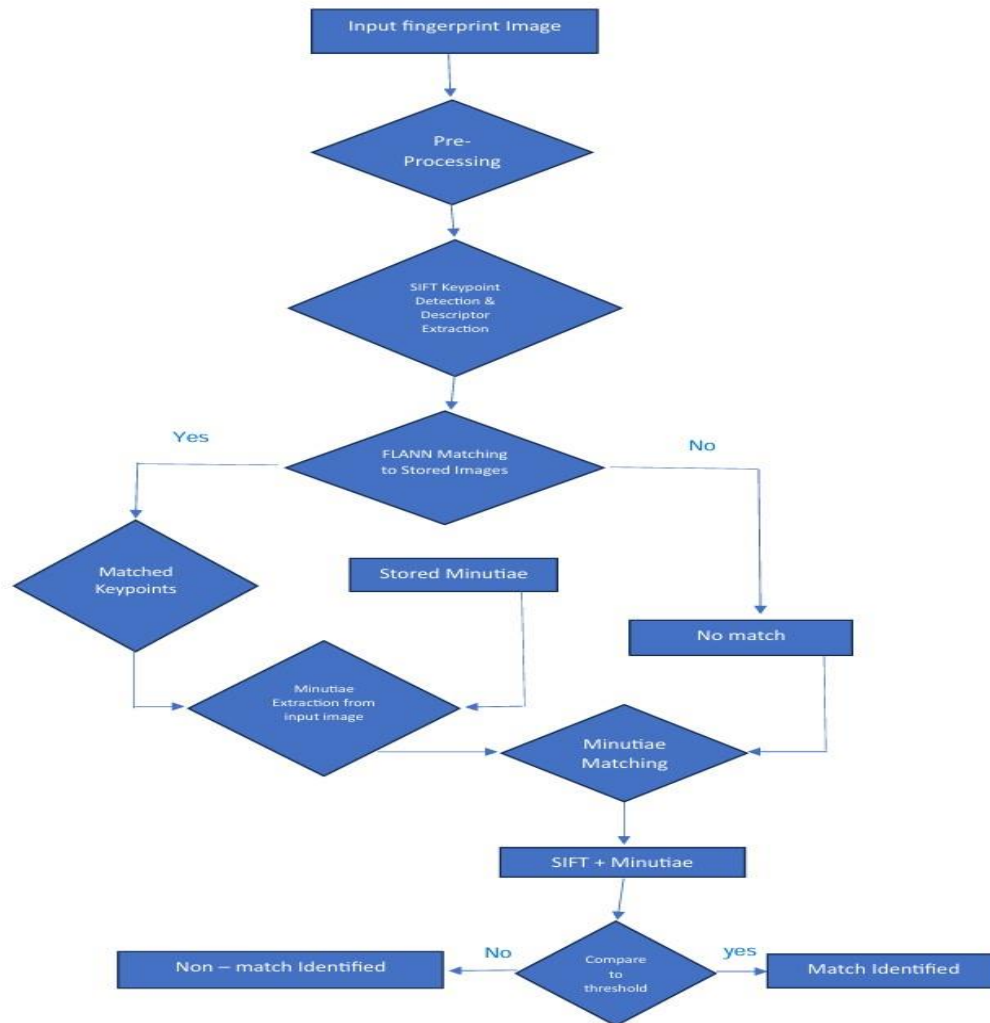 Input fingerprint Image
Pre-
Processing
SIFT Keypoint
Detection &
Descriptor
Extraction
Yes
No
FLANN Matching
to Stored Images
Matched
Keypoints
Stored Minutiae
No match
Minutiae
Extraction from
input image
Minutiae
Matching
SIFT + Minutiae
No
yes
Non – match Identified
Compare
to
threshold
Match Identified